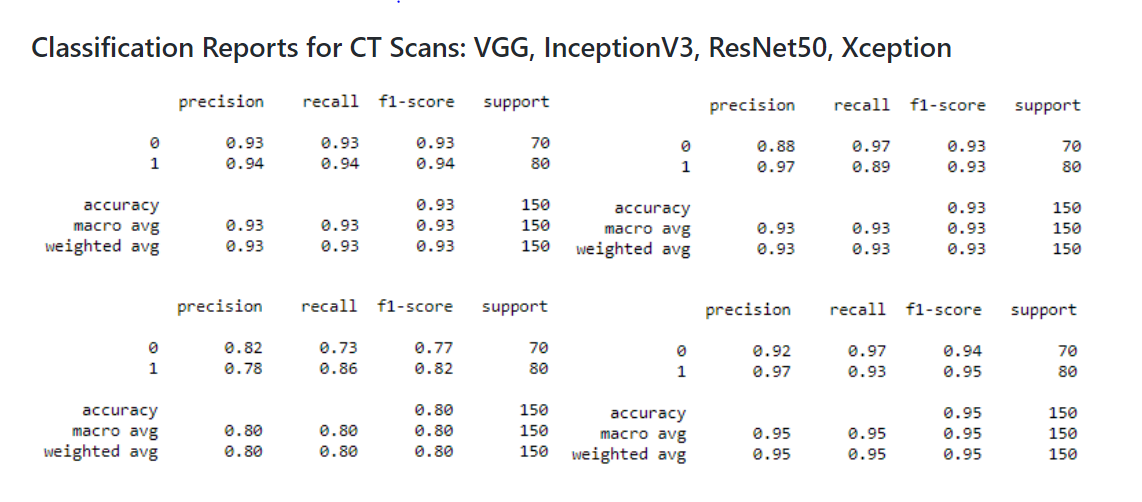 Classification Reports for CT Scans: VGG, InceptionV3, ResNet50, Xception
precision recall f1-score support
0 0.93 0.93 0.93 70
1 0.94 0.94 0.94 80
accuracy 0.93 150
macro avg 0.93 0.93 0.93 150
weighted avg 0.93 0.93 0.93 150
precision recall f1-score support
0 0.88 0.97 0.93 70
1 0.97 0.89 0.93 80
accuracy 0.93 150
macro avg 0.93 0.93 0.93 150
weighted avg 0.93 0.93 0.93 150
precision recall f1-score support
0 0.82 0.73 0.77 70
1 0.78 0.86 0.82 80
accuracy 0.80 150
macro avg 0.80 0.80 0.80 150
weighted avg 0.80 0.80 0.80 150
precision recall f1-score support
0 0.92 0.97 0.94 70
1 0.97 0.93 0.95 80
accuracy 0.95 150
macro avg 0.95 0.95 0.95 150
weighted avg 0.95 0.95 0.95 150